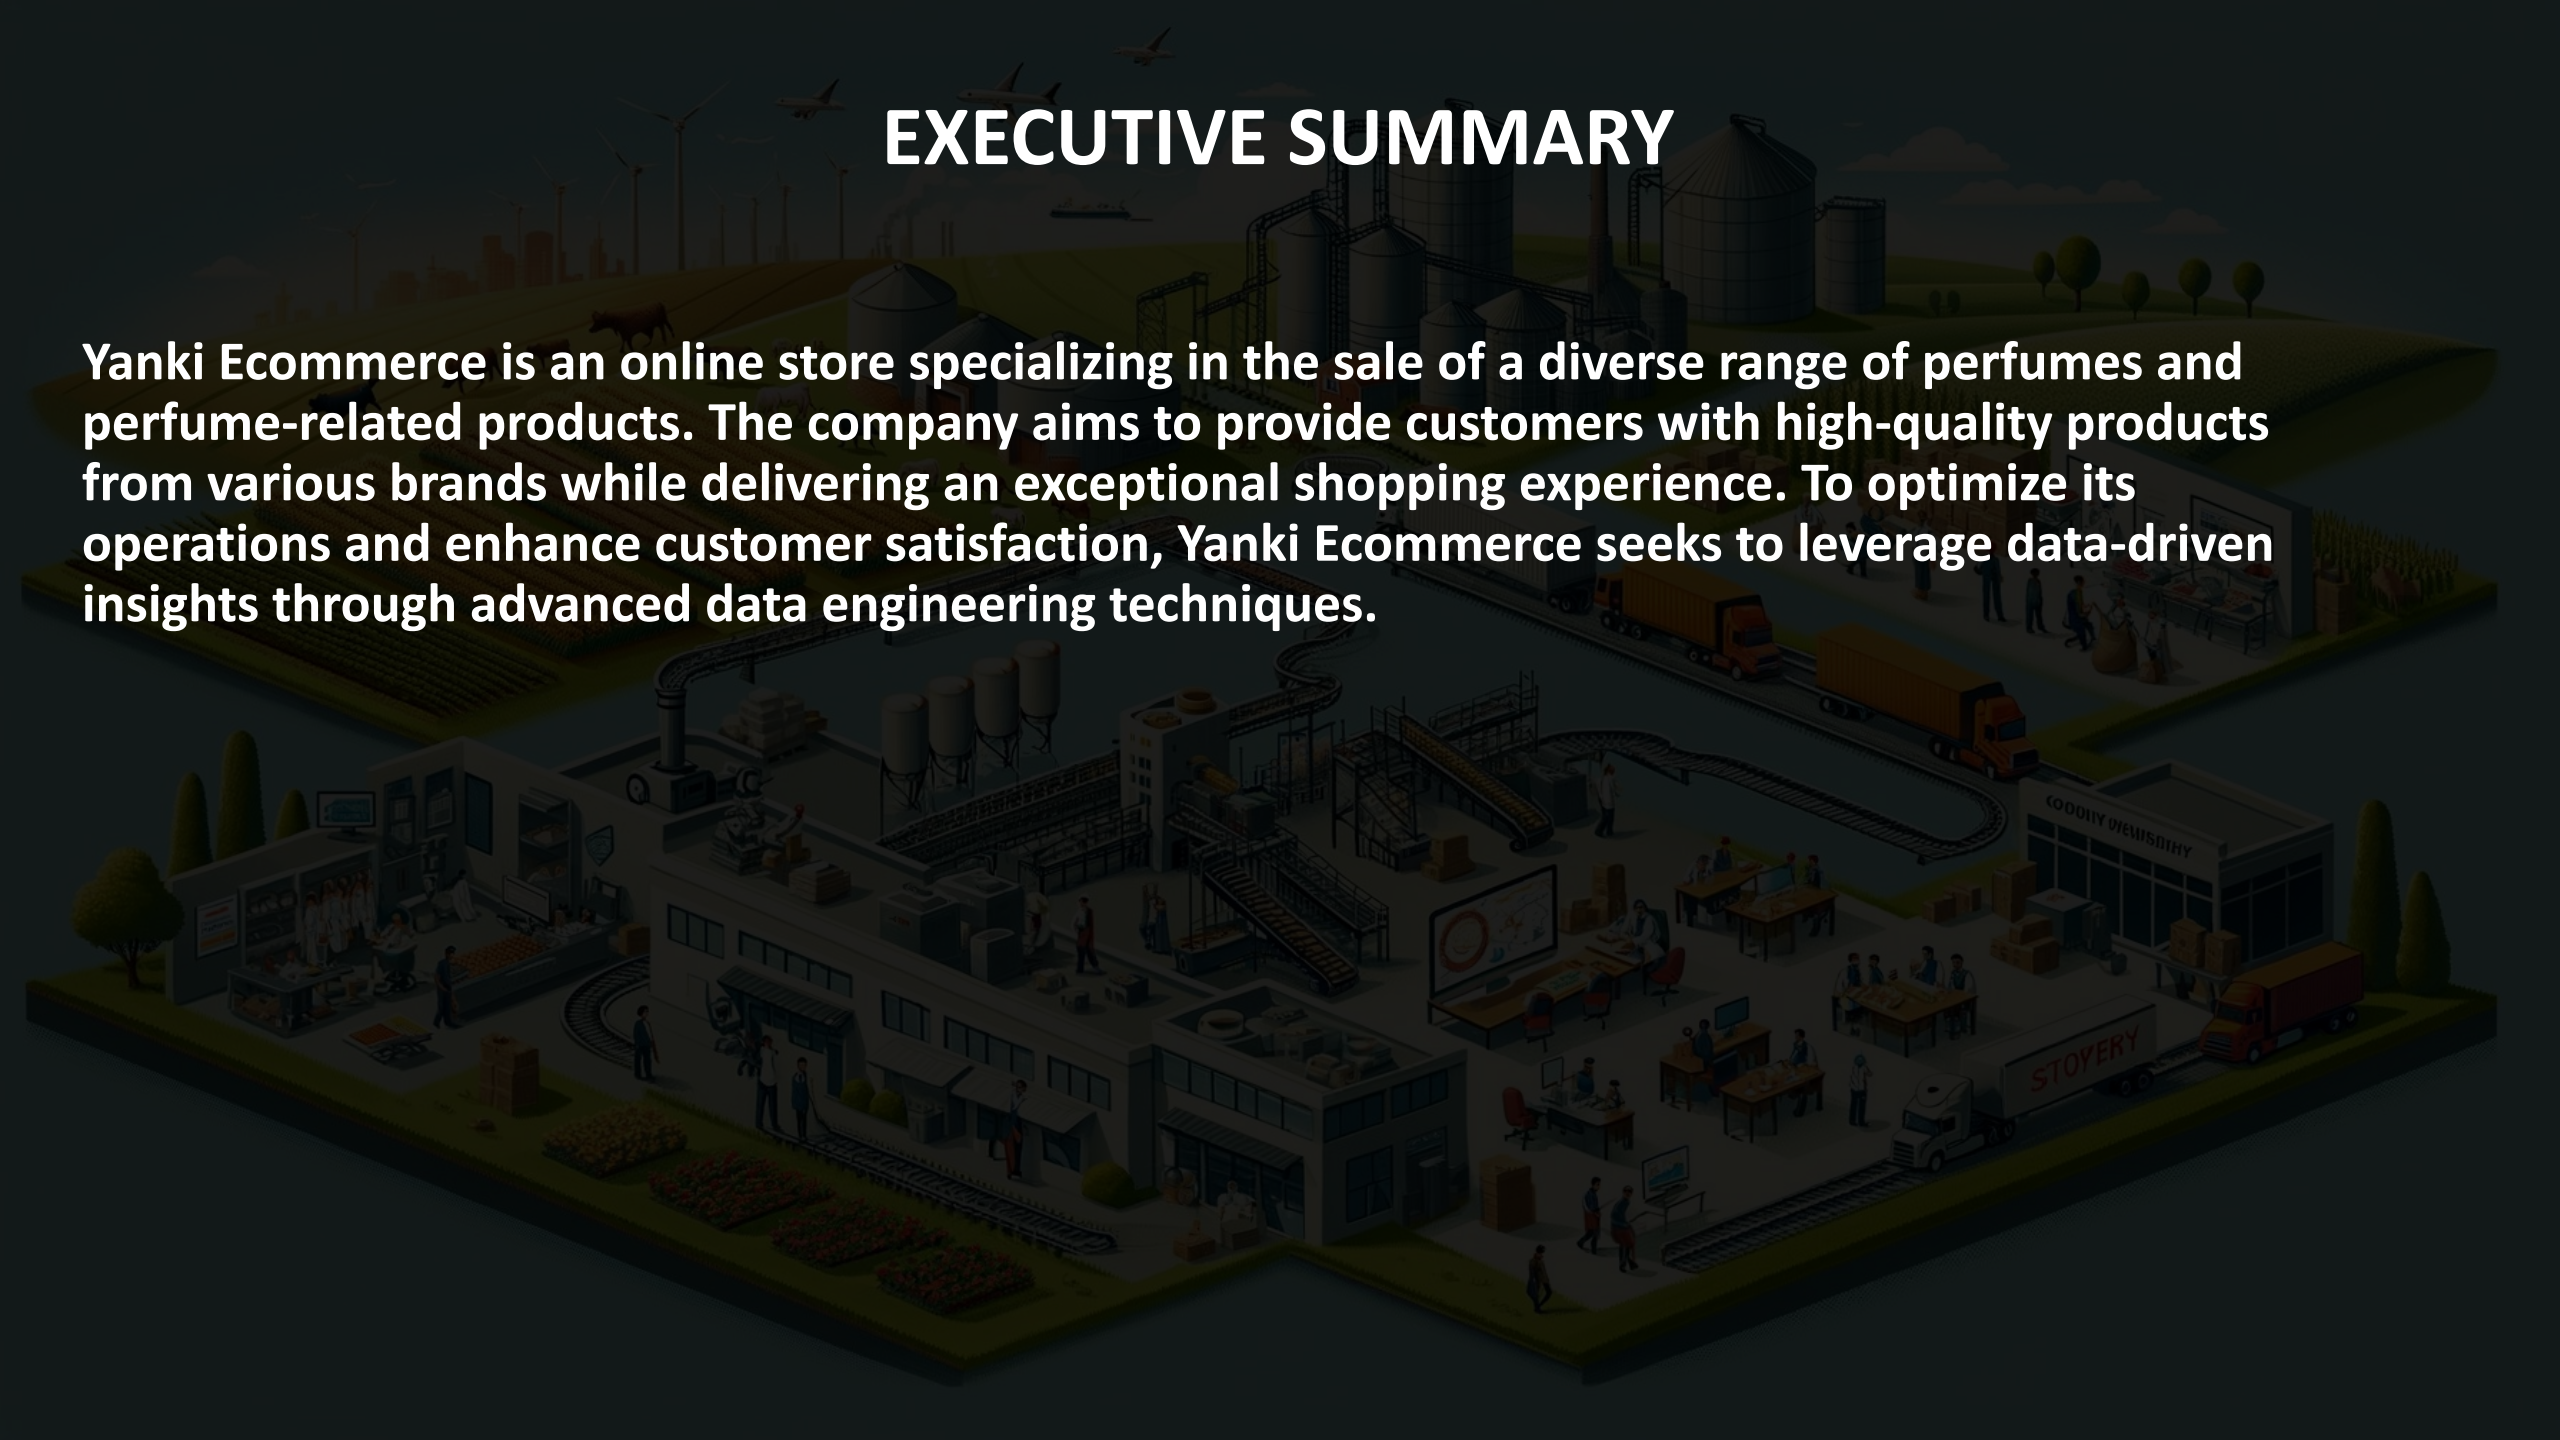 EXECUTIVE SUMMARY
Yanki Ecommerce is an online store specializing in the sale of a diverse range of perfumes and
perfume-related products. The company aims to provide customers with high-quality products
from various brands while delivering an exceptional shopping experience. To optimize its
operations and enhance customer satisfaction, Yanki Ecommerce seeks to leverage data-driven
insights through advanced data engineering techniques.
STOYERY